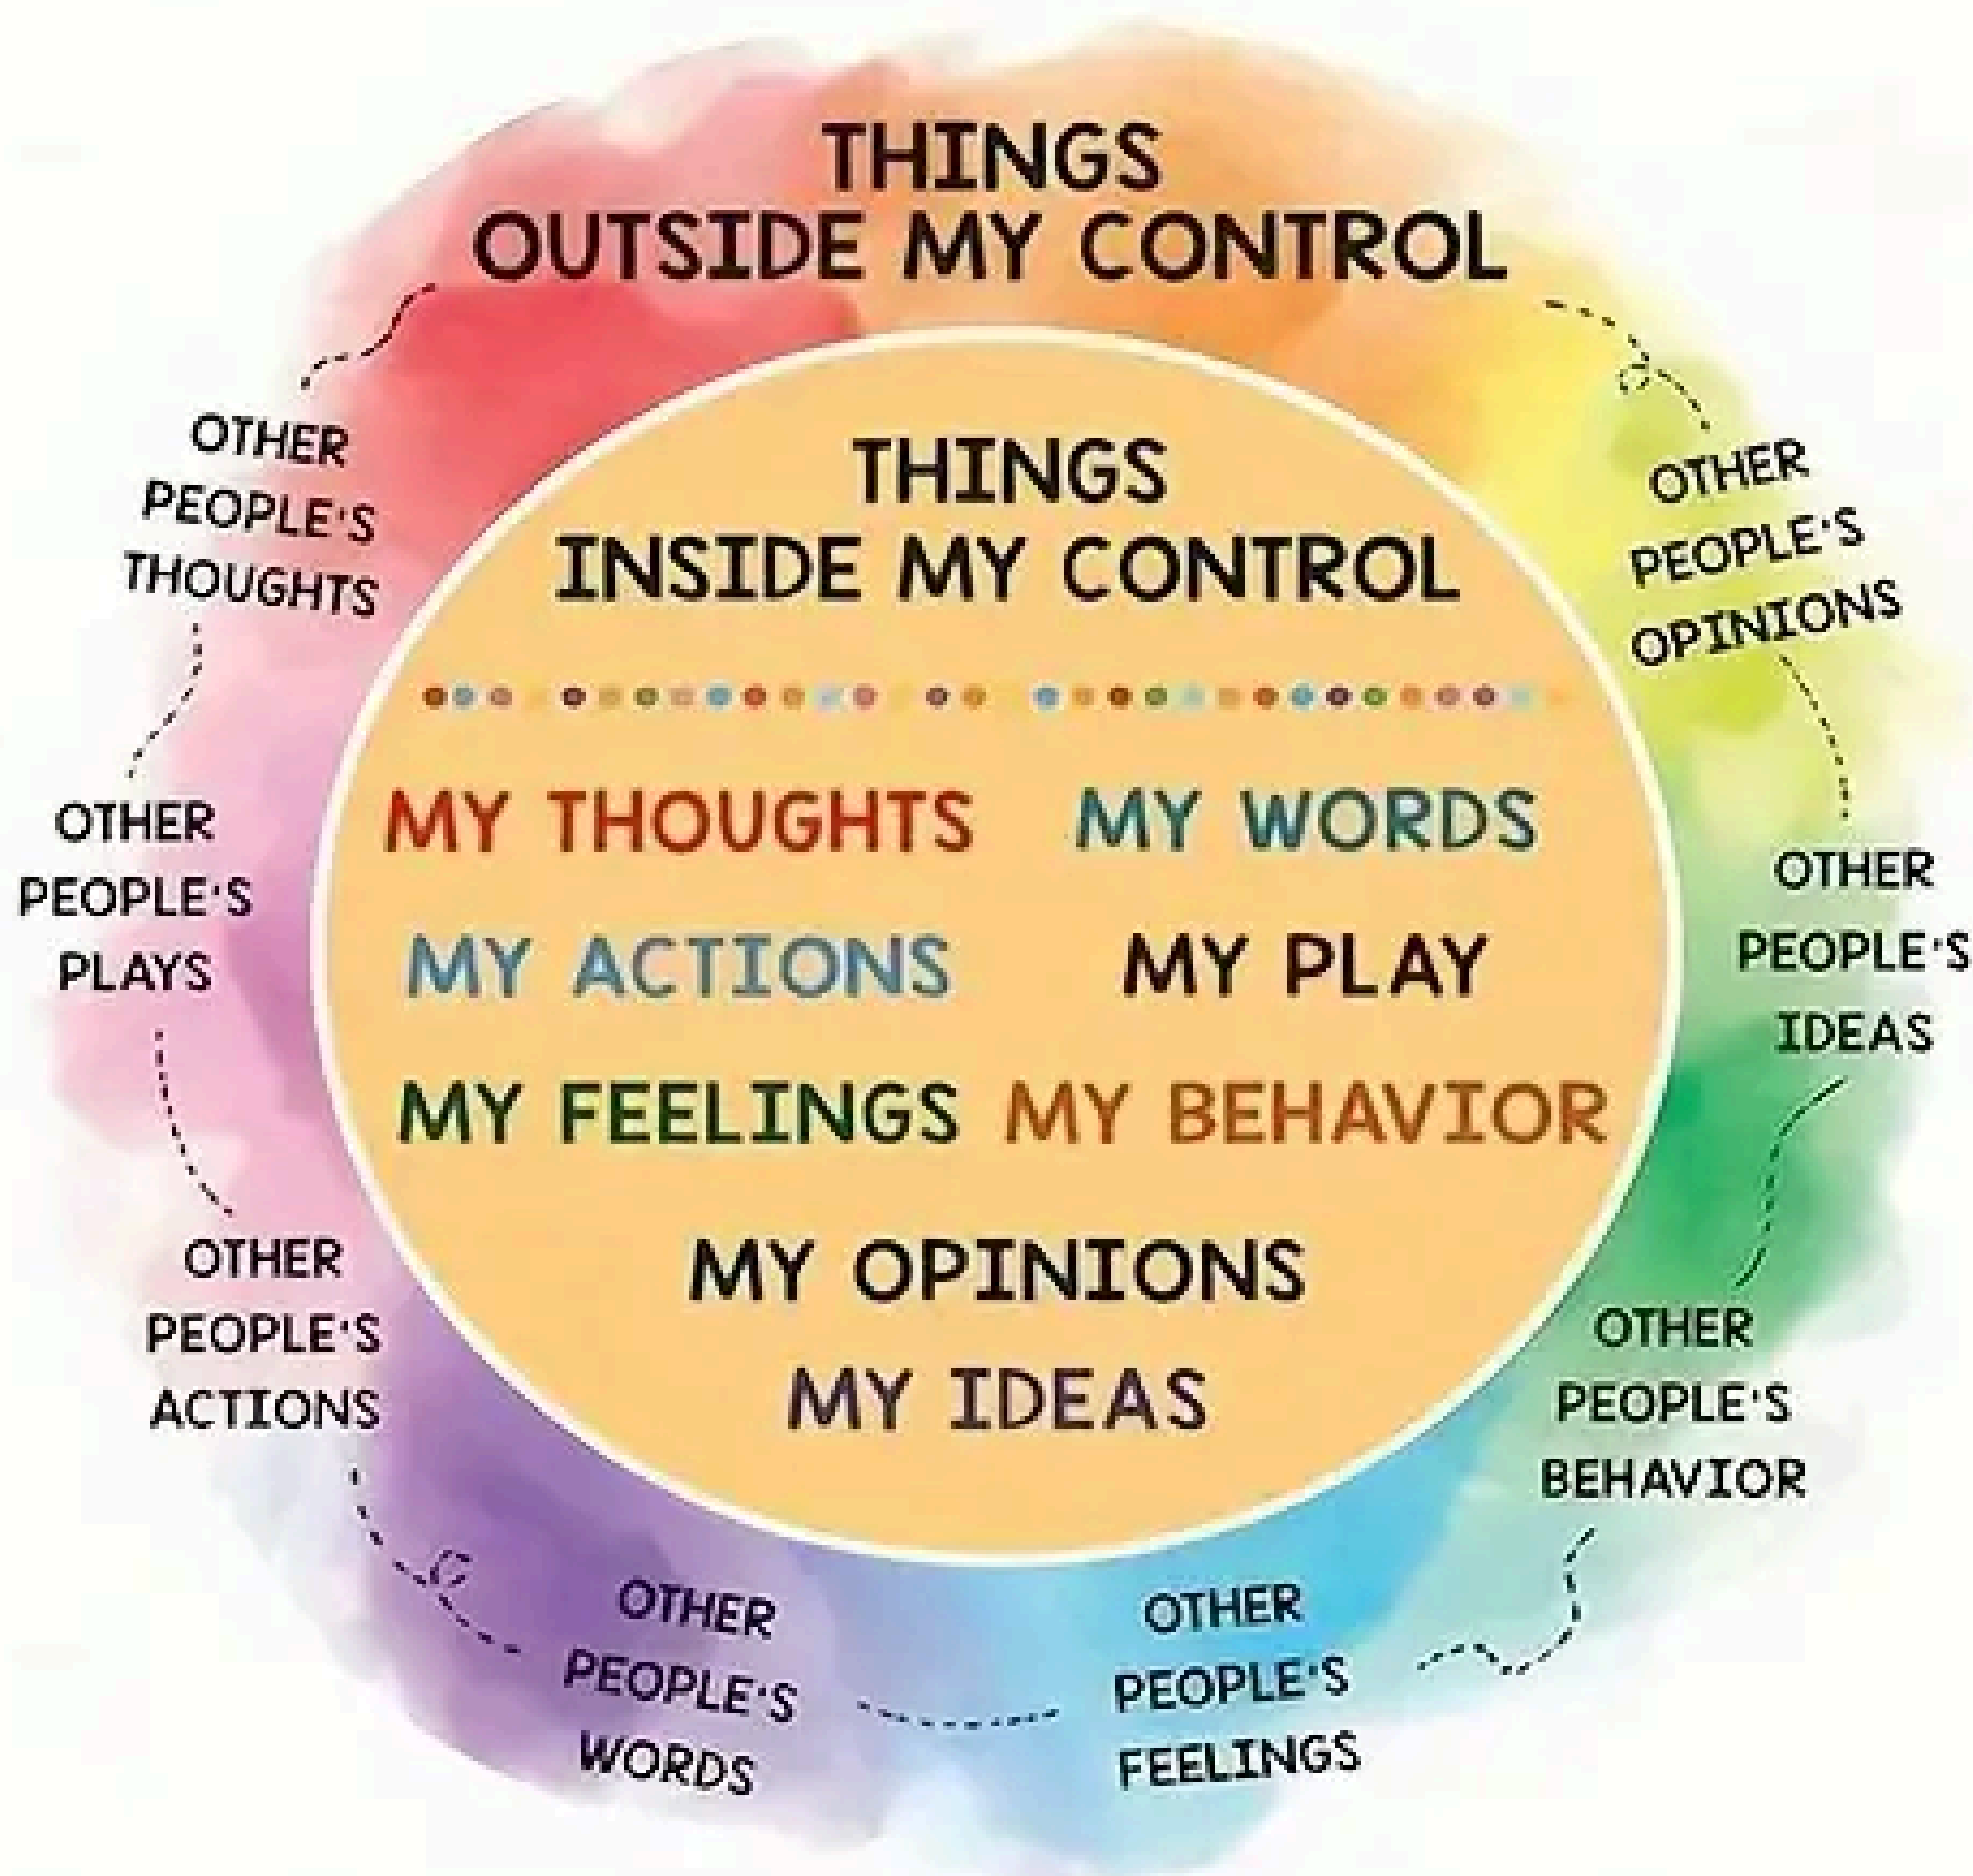 THINGS
OUTSIDE MY CONTROL
OTHER
PEOPLE'S
THOUGHTS
OTHER
PEOPLE'S
OPINIONS
THINGS
INSIDE MY CONTROL
MY THOUGHTS MY WORDS
MY ACTIONS MY PLAY
MY FEELINGS MY BEHAVIOR
MY OPINIONS
MY IDEAS
OTHER
PEOPLE'S
PLAYS
OTHER
PEOPLE'S
IDEAS
OTHER
PEOPLE'S
ACTIONS
OTHER
PEOPLE'S
BEHAVIOR
OTHER
PEOPLE'S
WORDS
OTHER
PEOPLE'S
FEELINGS